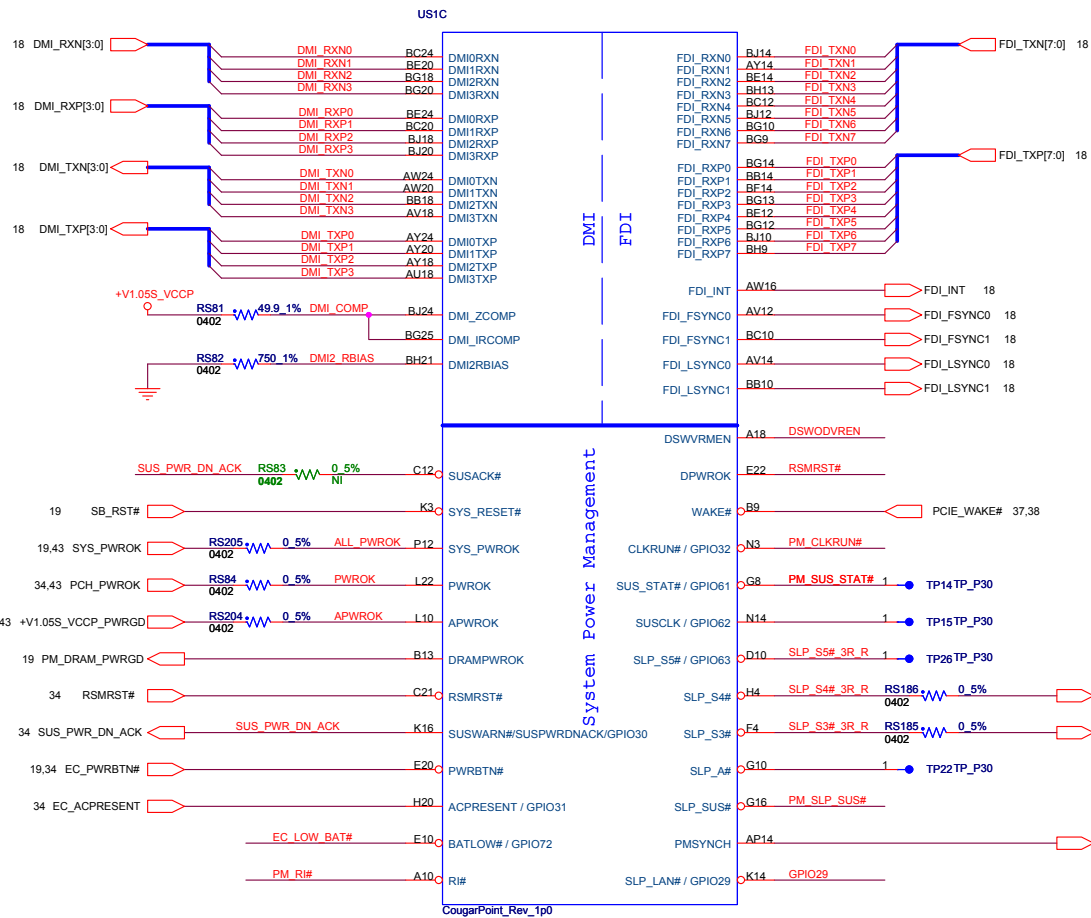 US1C
18 DMI_RXN[3:0] DMI_RXN0 BC24 DMI0RXN FDI_RXN0 BJ14 FDI_TXN0 FDI_TXN[7:0] 18
DMI_RXN1 BE20 DMI1RXN FDI_RXN1 AY14 FDI_TXN1
DMI_RXN2 BG18 DMI2RXN FDI_RXN2 BE14 FDI_TXN2
DMI_RXN3 BG20 DMI3RXN FDI_RXN3 BH13 FDI_TXN3
FDI_RXN4 BC12 FDI_TXN4
18 DMI_RXP[3:0] DMI_RXP0 BE24 DMI0RXP FDI_RXN5 BJ12 FDI_TXN5
DMI_RXP1 BC20 DMI1RXP FDI_RXN6 BG10 FDI_TXN6
DMI_RXP2 BJ18 DMI2RXP FDI_RXN7 BG9 FDI_TXN7
DMI_RXP3 BJ20 DMI3RXP
FDI_TXP[7:0] 18
18 DMI_TXN[3:0] DMI_TXN0 AW24 DMI0TXN FDI_RXP0 BG14 FDI_TXP0
DMI_TXN1 AW20 DMI1TXN FDI_RXP1 BB14 FDI_TXP1
DMI_TXN2 BB18 DMI2TXN FDI_RXP2 BF14 FDI_TXP2
DMI_TXN3 AV18 DMI3TXN FDI_RXP3 BG13 FDI_TXP3
FDI_RXP4 BE12 FDI_TXP4
18 DMI_TXP[3:0] DMI_TXP0 AY24 DMI0TXP FDI_RXP5 BG12 FDI_TXP5
DMI_TXP1 AY20 DMI1TXP FDI_RXP6 BJ10 FDI_TXP6
DMI_TXP2 AY18 DMI2TXP FDI_RXP7 BH9 FDI_TXP7
DMI_TXP3 AU18 DMI3TXP
DMI FDI
FDI_INT AW16 FDI_INT 18
+V1.05S_VCCP
RS81 49.9_1% DMI_COMP BJ24 DMI_ZCOMP FDI_FSYNC0 AV12 FDI_FSYNC0 18
0402
BG25 DMI_IRCOMP FDI_FSYNC1 BC10 FDI_FSYNC1 18
RS82 750_1% DMI2_RBIAS BH21 DMI2RBIAS FDI_LSYNC0 AV14 FDI_LSYNC0 18
0402
FDI_LSYNC1 BB10 FDI_LSYNC1 18
System Power Management
DSWVRMEN A18 DSWODVREN
SUS_PWR_DN_ACK RS83 0_5% C12 SUSACK# DPWROK E22 RSMRST#
0402 NI
19 SB_RST# K3 SYS_RESET# WAKE# B9 PCIE_WAKE# 37,38
19,43 SYS_PWROK RS205 0_5% ALL_PWROK P12 SYS_PWROK CLKRUN# / GPIO32 N3 PM_CLKRUN#
0402
34,43 PCH_PWROK RS84 0_5% PWROK L22 PWROK SUS_STAT# / GPIO61 G8 PM_SUS_STAT# 1 TP14 TP_P30
0402
43 +V1.05S_VCCP_PWRGD RS204 0_5% APWROK L10 APWROK SUSCLK / GPIO62 N14 1 TP15 TP_P30
0402
19 PM_DRAM_PWRGD B13 DRAMPWROK SLP_S5# / GPIO63 D10 SLP_S5#_3R_R 1 TP26 TP_P30
34 RSMRST# C21 RSMRST# SLP_S4# H4 SLP_S4#_3R_R RS186 0_5%
0402
34 SUS_PWR_DN_ACK SUS_PWR_DN_ACK K16 SUSWARN#/SUSPWRDNACK/GPIO30 SLP_S3# F4 SLP_S3#_3R_R RS185 0_5%
0402
19,34 EC_PWRBTN# E20 PWRBTN# SLP_A# G10 1 TP22 TP_P30
34 EC_ACPRESENT H20 ACPRESENT / GPIO31 SLP_SUS# G16 PM_SLP_SUS#
EC_LOW_BAT# E10 BATLOW# / GPIO72 PMSYNCH AP14
PM_RI# A10 RI# SLP_LAN# / GPIO29 K14 GPIO29
CougarPoint_Rev_1p0